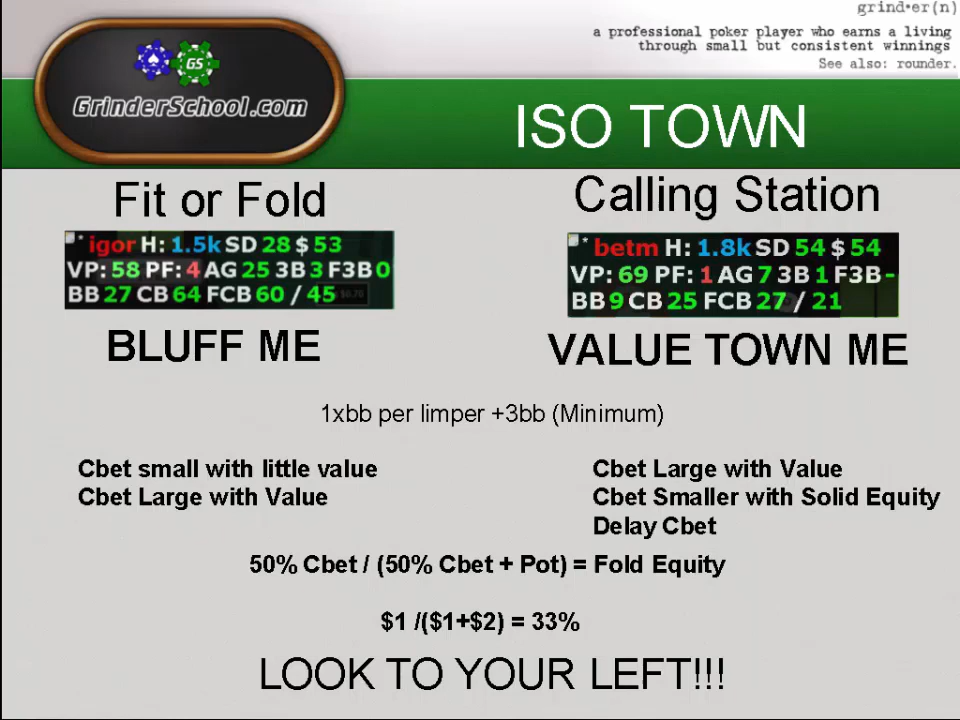 grind•er(n)
a professional poker player who earns a living
through small but consistent winnings
See also: rounder.
GS
GrinderSchool.com
ISO TOWN
Fit or Fold
Calling Station
* igor H: 1.5k SD 28 $ 53
VP: 58 PF: 4 AG 25 3B 3 F3B 0
BB 27 CB 64 FCB 60 / 45
* betm H: 1.8k SD 54 $ 54
VP: 69 PF: 1 AG 7 3B 1 F3B -
BB 9 CB 25 FCB 27 / 21
BLUFF ME
VALUE TOWN ME
1xbb per limper +3bb (Minimum)
Cbet small with little value
Cbet Large with Value
Cbet Large with Value
Cbet Smaller with Solid Equity
Delay Cbet
50% Cbet / (50% Cbet + Pot) = Fold Equity
$1 /($1+$2) = 33%
LOOK TO YOUR LEFT!!!